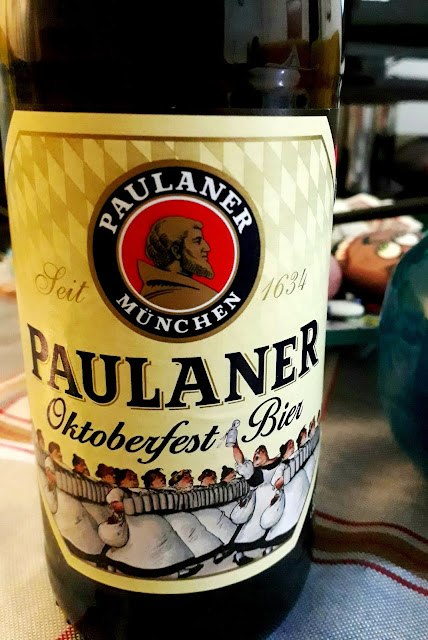 PAULANER
MÜNCHEN
Seit 1634
PAULANER
Oktoberfest Bier